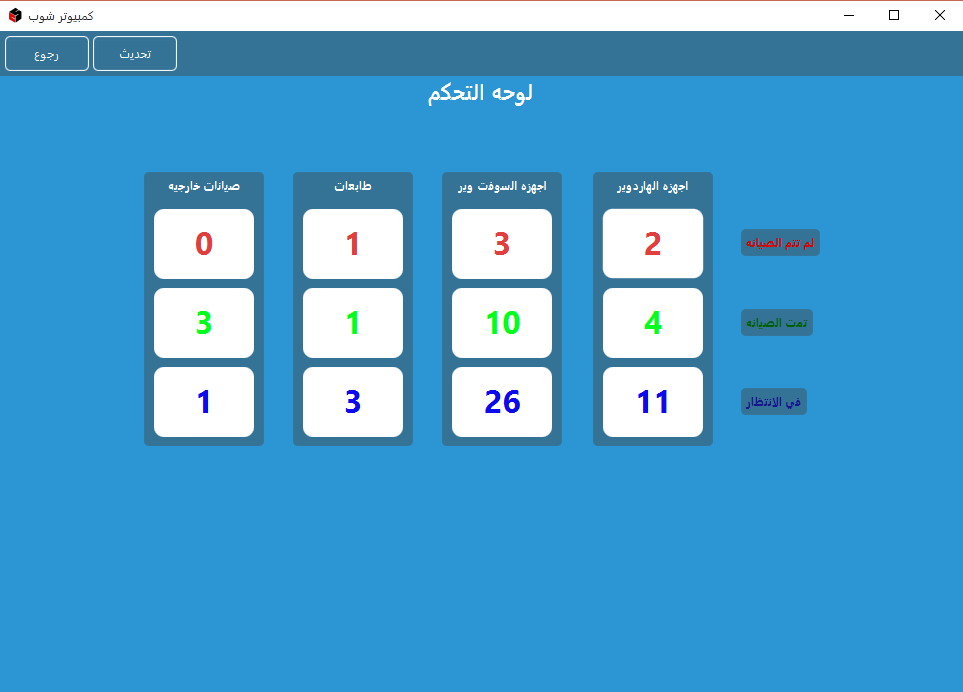 كمبيوتر شوب
رجوع تحديث
لوحه التحكم
اجهزه الهاردوير اجهزه السوفت وير طابعات صيانات خارجيه
لم تتم الصيانه 2 3 1 0
تمت الصيانه 4 10 1 3
في الانتظار 11 26 3 1